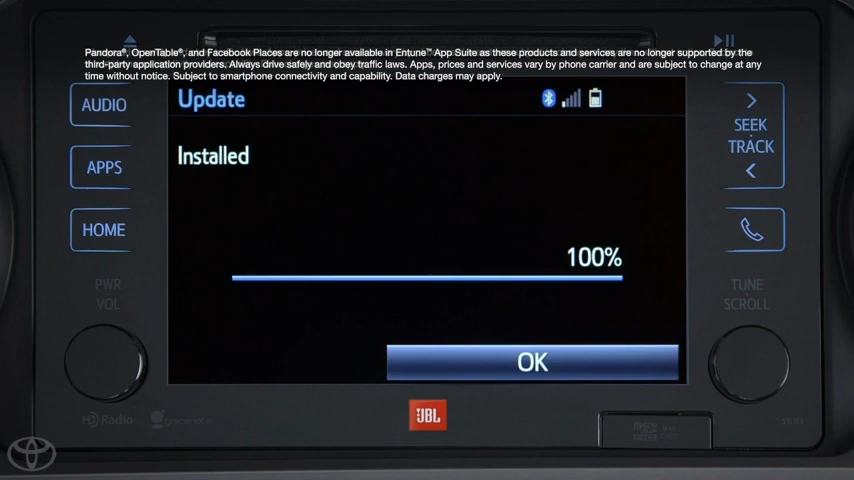 Pandora®, OpenTable®, and Facebook Places are no longer available in Entune™ App Suite as these products and services are no longer supported by the
third-party application providers. Always drive safely and obey traffic laws. Apps, prices and services vary by phone carrier and are subject to change at any
time without notice. Subject to smartphone connectivity and capability. Data charges may apply.
Update
AUDIO
APPS
HOME
Installed
100%
OK
SEEK
TRACK
PWR
VOL
TUNE
SCROLL
HD Radio
gracenote
JBL
micro